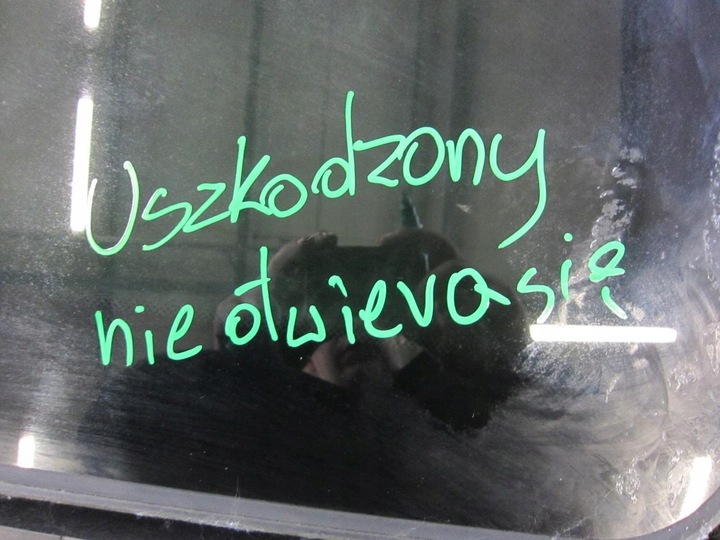 Uszkodzony
nie otwiera się